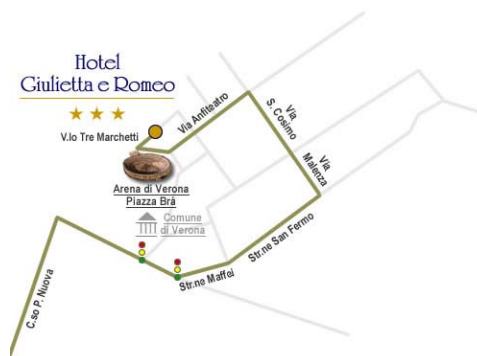 Hotel
Giulietta e Romeo
V.lo Tre Marchetti
Via Anfiteatro
Via
S. Cosimo
Via
Malenza
Arena di Verona
Piazza Brà
Comune
di Verona
Str.ne San Fermo
Str.ne Maffei
C.so P. Nuova